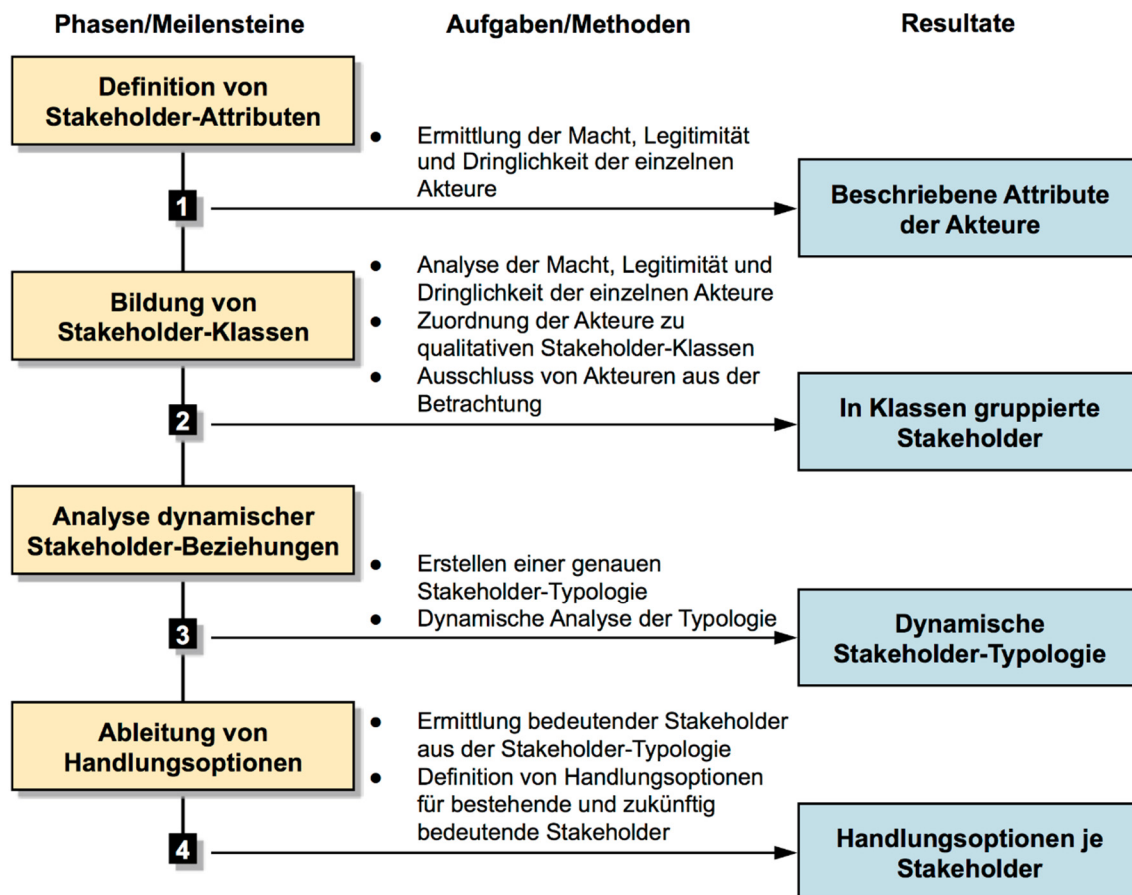 Phasen/Meilensteine
Aufgaben/Methoden
Resultate
Definition von
Stakeholder-Attributen
● Ermittlung der Macht, Legitimität
und Dringlichkeit der einzelnen
Akteure
1
Beschriebene Attribute
der Akteure
Bildung von
Stakeholder-Klassen
● Analyse der Macht, Legitimität und
Dringlichkeit der einzelnen Akteure
● Zuordnung der Akteure zu
qualitativen Stakeholder-Klassen
● Ausschluss von Akteuren aus der
Betrachtung
2
In Klassen gruppierte
Stakeholder
Analyse dynamischer
Stakeholder-Beziehungen
● Erstellen einer genauen
Stakeholder-Typologie
● Dynamische Analyse der Typologie
3
Dynamische
Stakeholder-Typologie
Ableitung von
Handlungsoptionen
● Ermittlung bedeutender Stakeholder
aus der Stakeholder-Typologie
● Definition von Handlungsoptionen
für bestehende und zukünftig
bedeutende Stakeholder
4
Handlungsoptionen je
Stakeholder